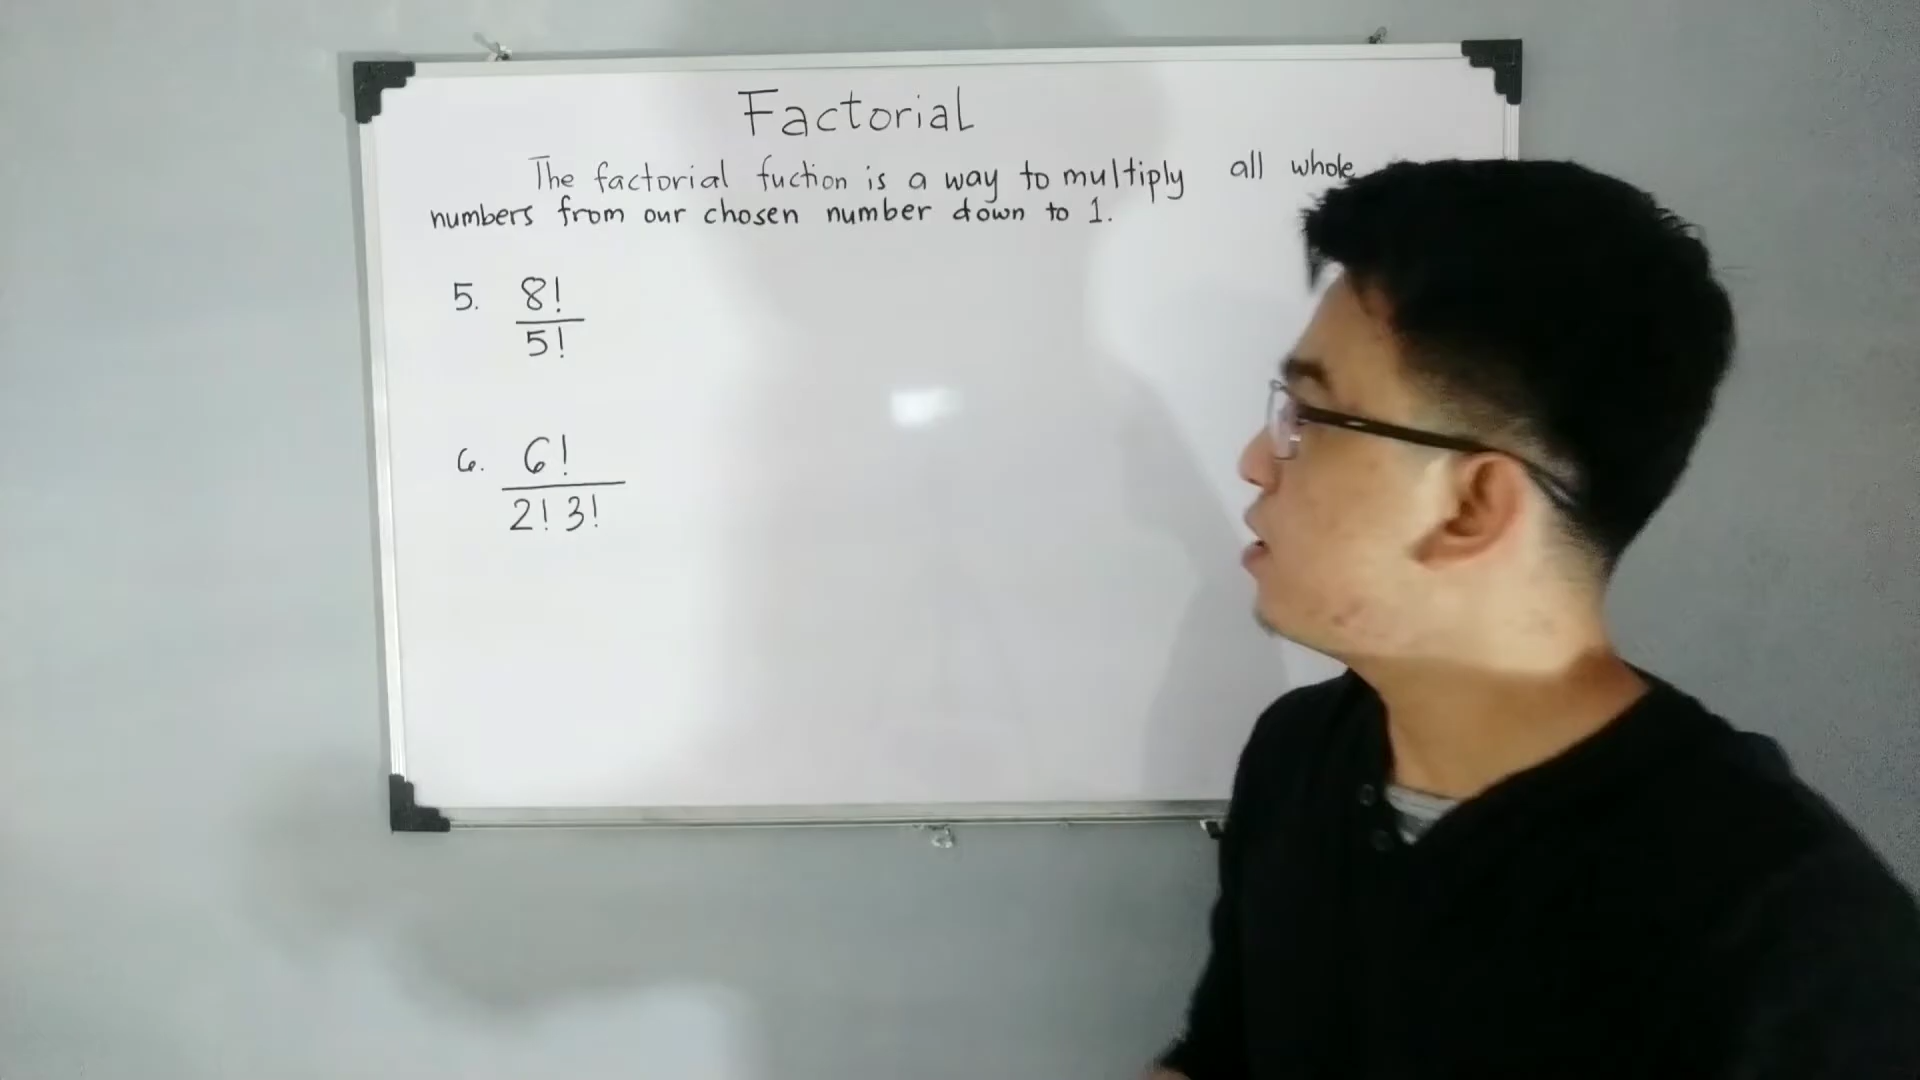 Factorial
The factorial fuction is a way to multiply all whole
numbers from our chosen number down to 1.
5. 8!
5!
6. 6!
2! 3!